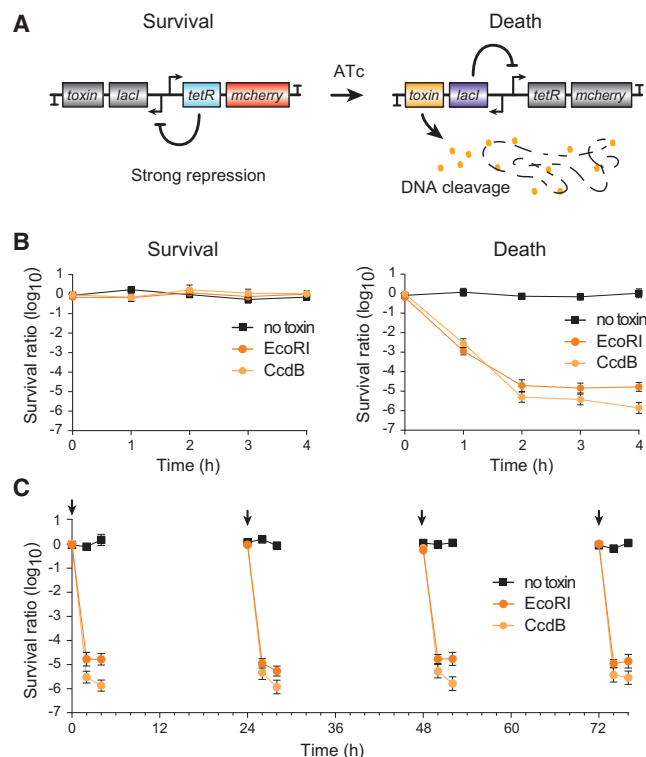 A
Survival
Death
toxin lacI tetR mcherry
ATc
toxin lacI tetR mcherry
Strong repression
DNA cleavage
B
Survival
Survival ratio (log10)
1
0
-1
-2
-3
-4
-5
-6
-7
no toxin
EcoRI
CcdB
0 1 2 3 4
Time (h)
Death
Survival ratio (log10)
1
0
-1
-2
-3
-4
-5
-6
-7
no toxin
EcoRI
CcdB
0 1 2 3 4
Time (h)
C
Survival ratio (log10)
1
0
-1
-2
-3
-4
-5
-6
-7
no toxin
EcoRI
CcdB
0 12 24 36 48 60 72
Time (h)